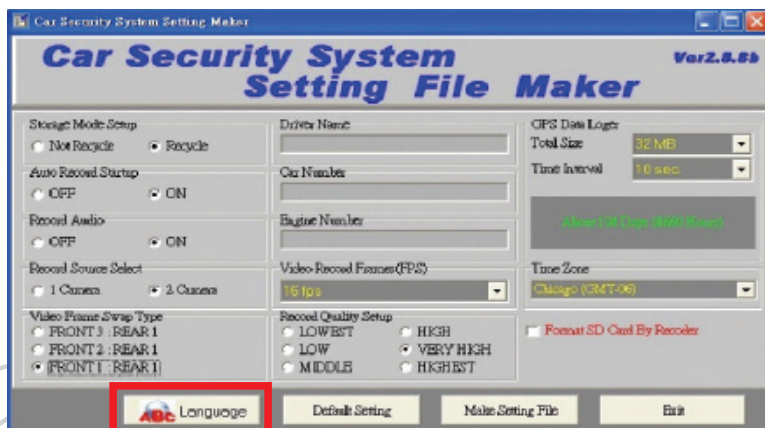 Car Security System Setting Maker
Car Security System
Setting File Maker
Ver2.8.8b
Storage Mode Setup
Not Recycle
Recycle
Auto Record Startup
OFF
ON
Record Audio
OFF
ON
Record Source Select
1 Camera
2 Camera
Video Frame Swap Type
FRONT 3 : REAR 1
FRONT 2 : REAR 1
FRONT 1 : REAR 1
Driver Name
Car Number
Engine Number
Video Record Frames(FPS)
16 fps
Record Quality Setup
LOWEST
HIGH
LOW
VERY HIGH
MIDDLE
HIGHEST
GPS Data Loger
Total Size
32 MB
Time Interval
10 sec.
Time Zone
Chicago (GMT-06)
Format SD Card By Recoder
ABC Language
Default Setting
Make Setting File
Exit